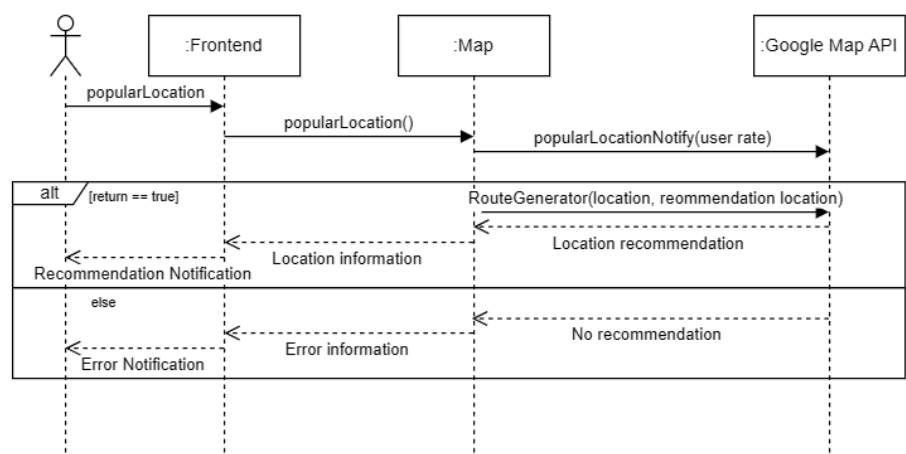 :Frontend
:Map
:Google Map API
popularLocation
popularLocation()
popularLocationNotify(user rate)
alt
[return == true]
RouteGenerator(location, reommendation location)
Location recommendation
Location information
Recommendation Notification
else
No recommendation
Error information
Error Notification